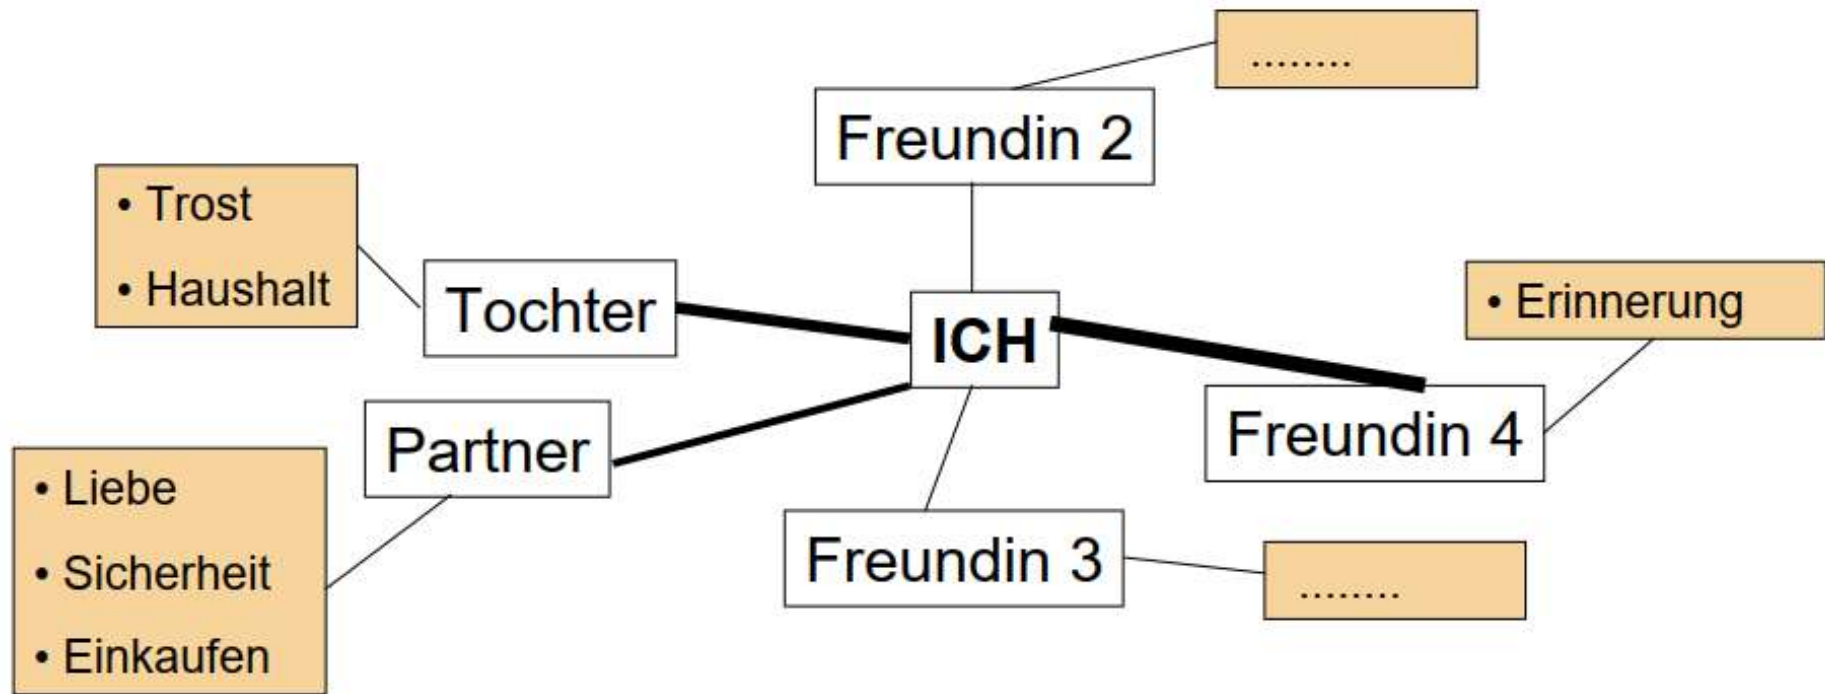 ........
Freundin 2
• Trost
• Haushalt
Tochter
ICH
• Erinnerung
Freundin 4
Partner
• Liebe
• Sicherheit
• Einkaufen
Freundin 3
........